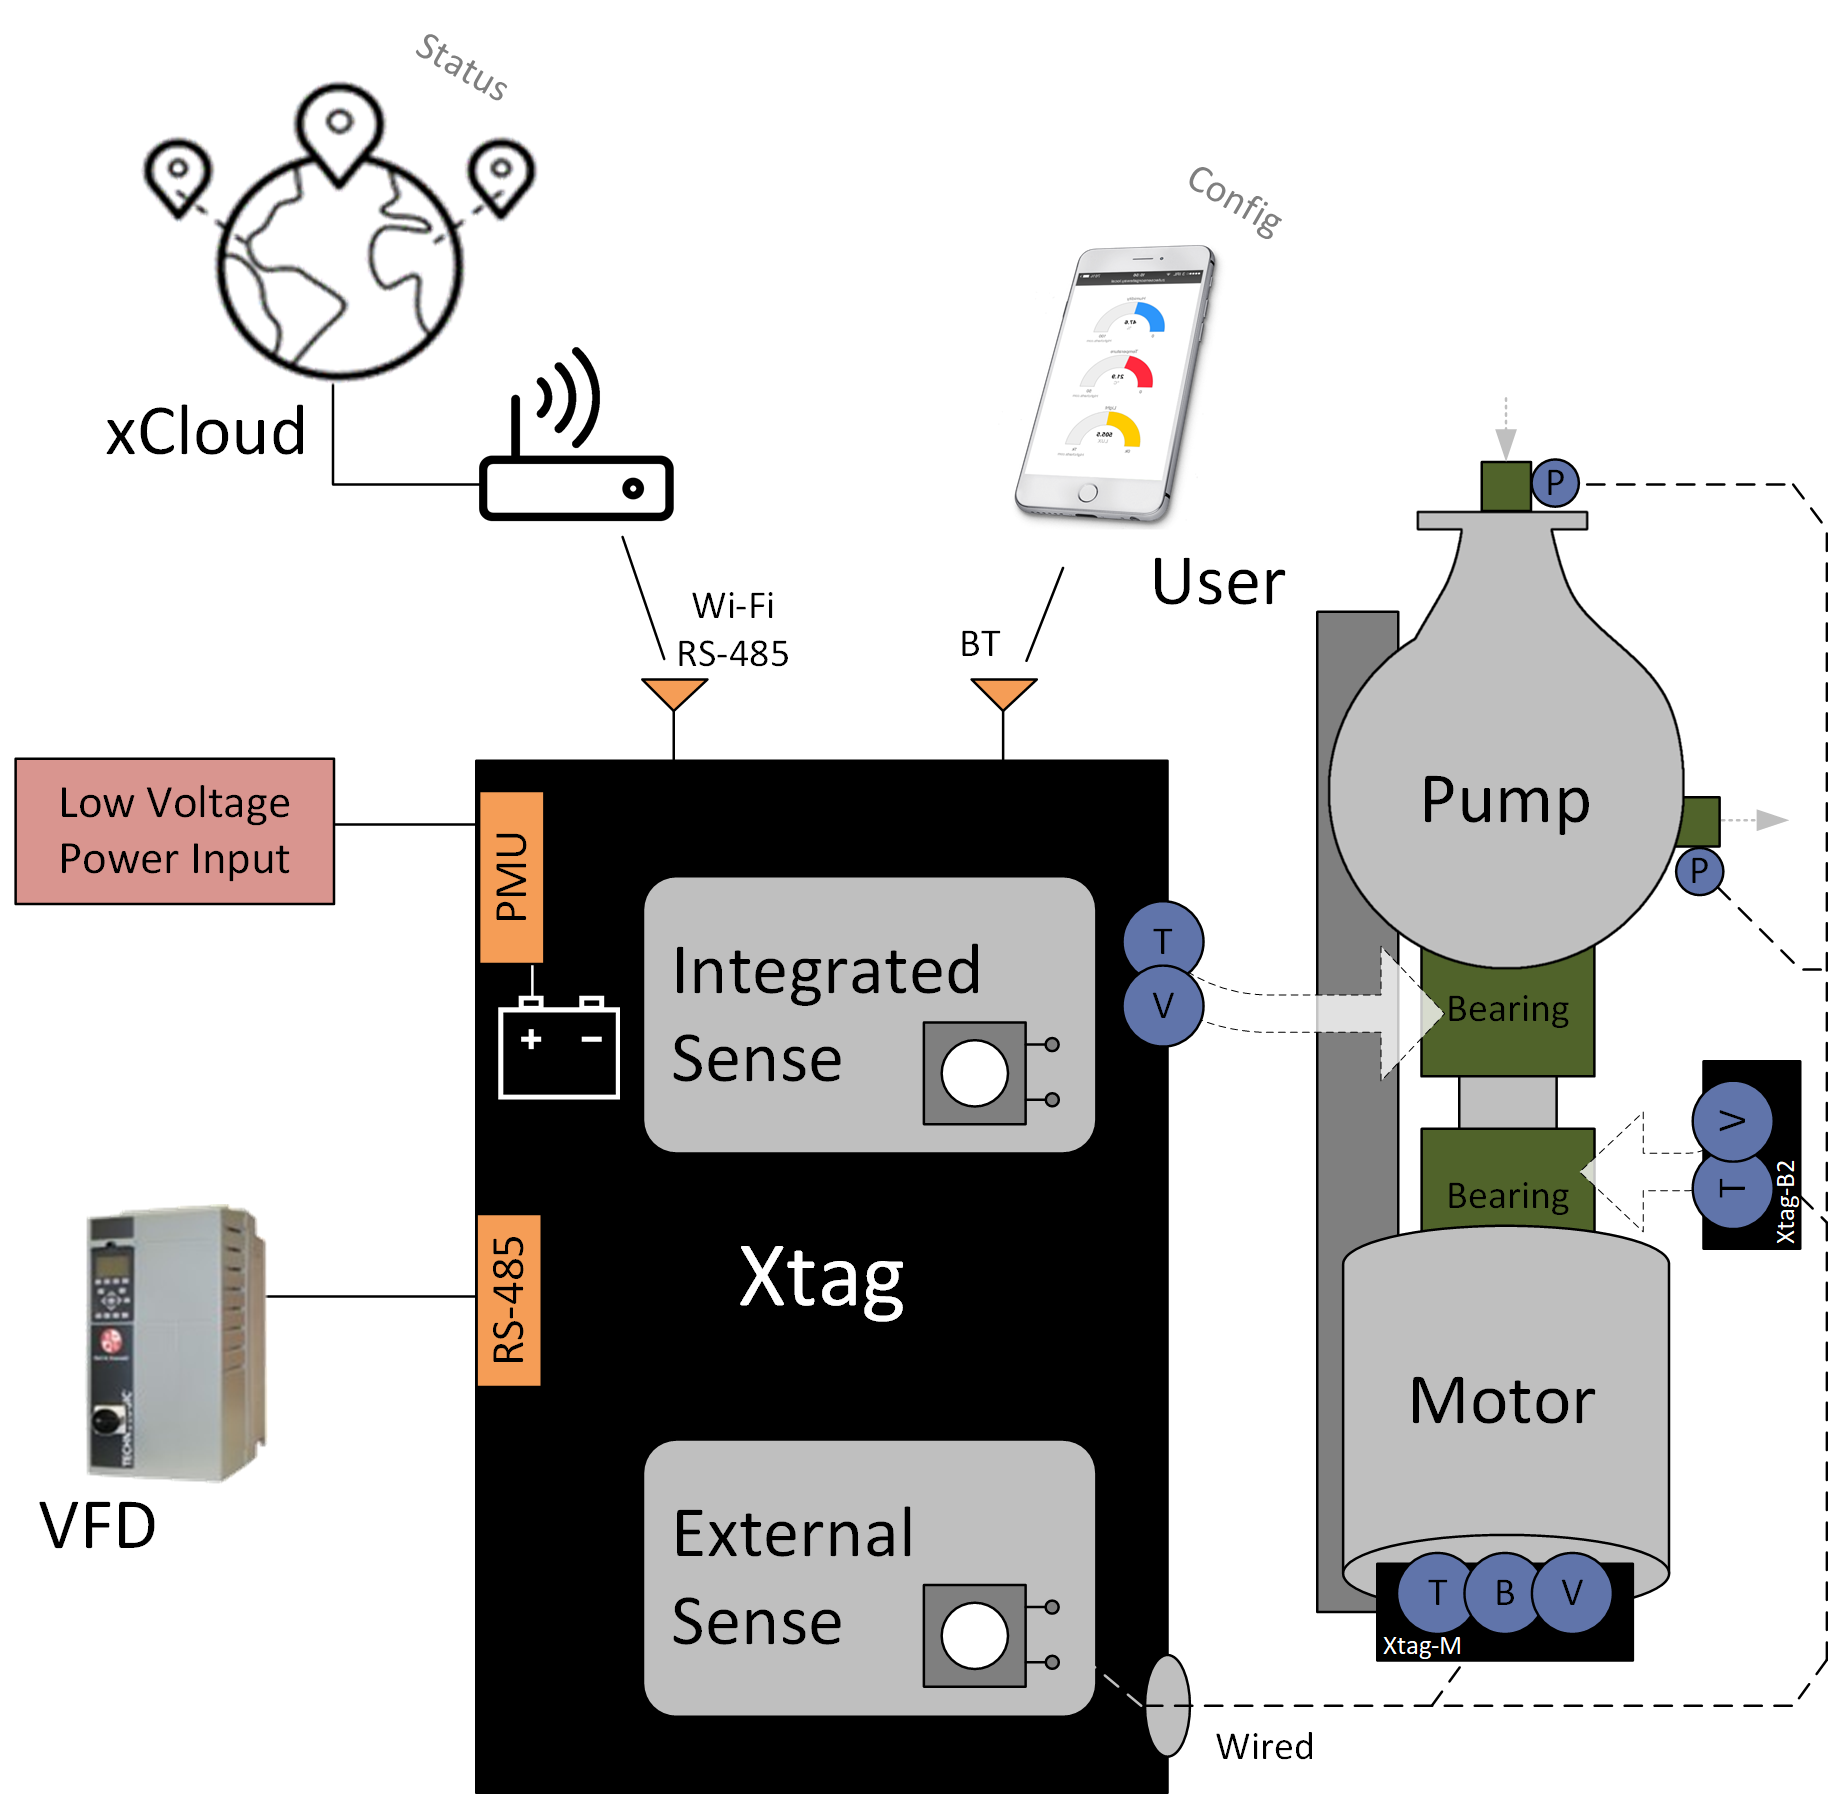 Status
xCloud
Config
User
Wi-Fi
RS-485
BT
P
Pump
P
Low Voltage
Power Input
PMU
+ −
Integrated
Sense
T
V
Bearing
Bearing
V
T
Xtag-B2
RS-485
Xtag
VFD
Motor
External
Sense
T B V
Xtag-M
Wired